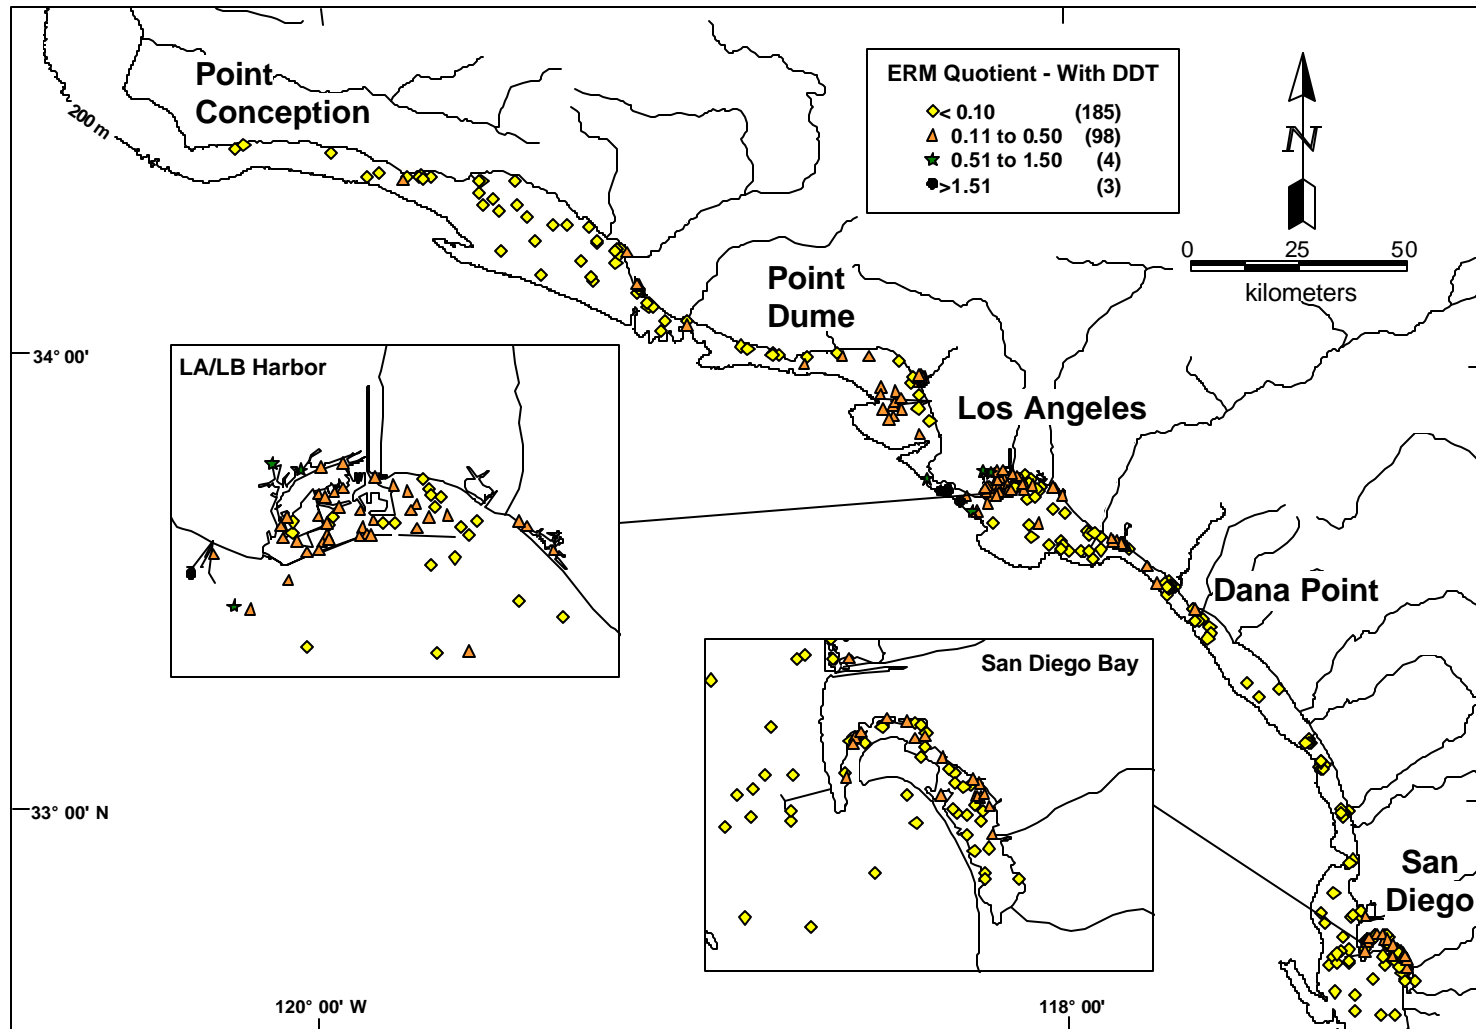 Point
Conception
200 m
ERM Quotient - With DDT
< 0.10 (185)
0.11 to 0.50 (98)
0.51 to 1.50 (4)
>1.51 (3)
N
0 25 50
kilometers
Point
Dume
34° 00'
LA/LB Harbor
Los Angeles
Dana Point
San Diego Bay
33° 00' N
San
Diego
120° 00' W
118° 00'